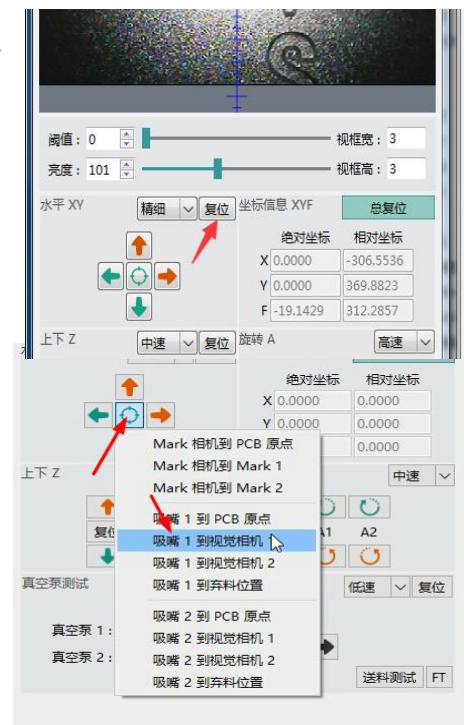 阈值：0 视框宽：3
亮度：101 视框高：3
水平 XY 精细 复位 坐标信息 XYF 总复位
绝对坐标 相对坐标
X 0.0000 -306.5536
Y 0.0000 369.8823
F -19.1429 312.2857
上下 Z 中速 复位 旋转 A 高速
绝对坐标 相对坐标
X 0.0000 0.0000
Y 0.0000 0.0000
0.0000
Mark 相机到 PCB 原点
Mark 相机到 Mark 1
Mark 相机到 Mark 2
上下 Z 中速
吸嘴 1 到 PCB 原点
吸嘴 1 到视觉相机 1
吸嘴 1 到视觉相机 2
吸嘴 1 到弃料位置
复位 A1 A2
真空泵测试 低速 复位
吸嘴 2 到 PCB 原点
吸嘴 2 到视觉相机 1
吸嘴 2 到视觉相机 2
吸嘴 2 到弃料位置
真空泵 1：
真空泵 2：
送料测试 FT